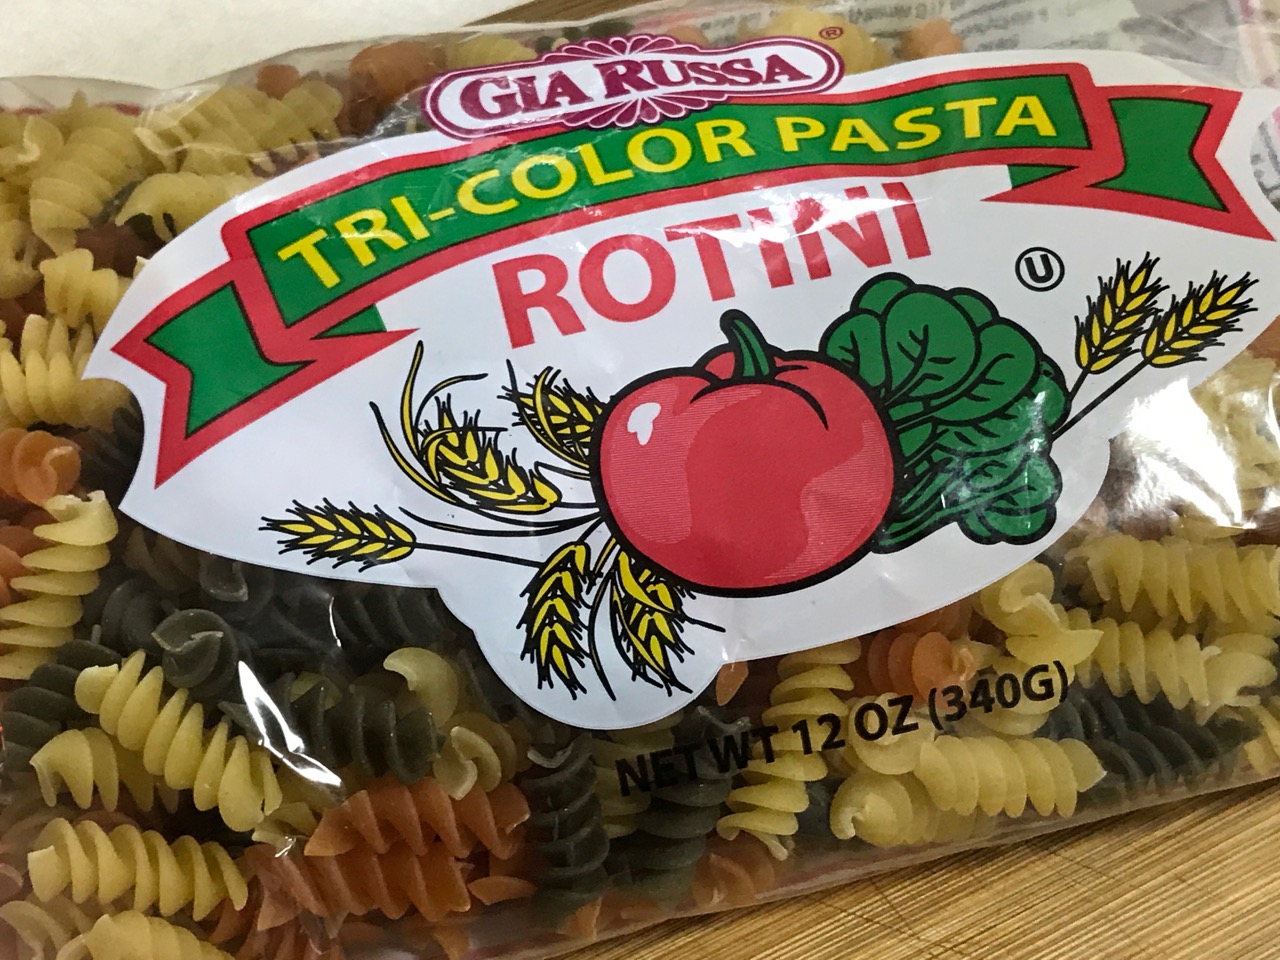 GIA RUSSA ®
TRI-COLOR PASTA
ROTINI
U
NET WT 12 OZ (340G)